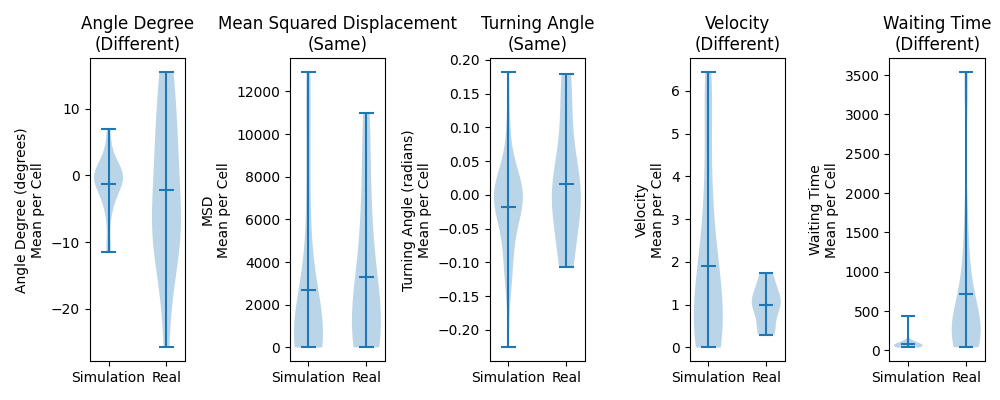 Angle Degree
(Different)
Angle Degree (degrees)
Mean per Cell
10
0
−10
−20
Simulation Real
Mean Squared Displacement
(Same)
MSD
Mean per Cell
12000
10000
8000
6000
4000
2000
0
Simulation Real
Turning Angle
(Same)
Turning Angle (radians)
Mean per Cell
0.20
0.15
0.10
0.05
0.00
−0.05
−0.10
−0.15
−0.20
Simulation Real
Velocity
(Different)
Velocity
Mean per Cell
6
5
4
3
2
1
0
Simulation Real
Waiting Time
(Different)
Waiting Time
Mean per Cell
3500
3000
2500
2000
1500
1000
500
0
Simulation Real